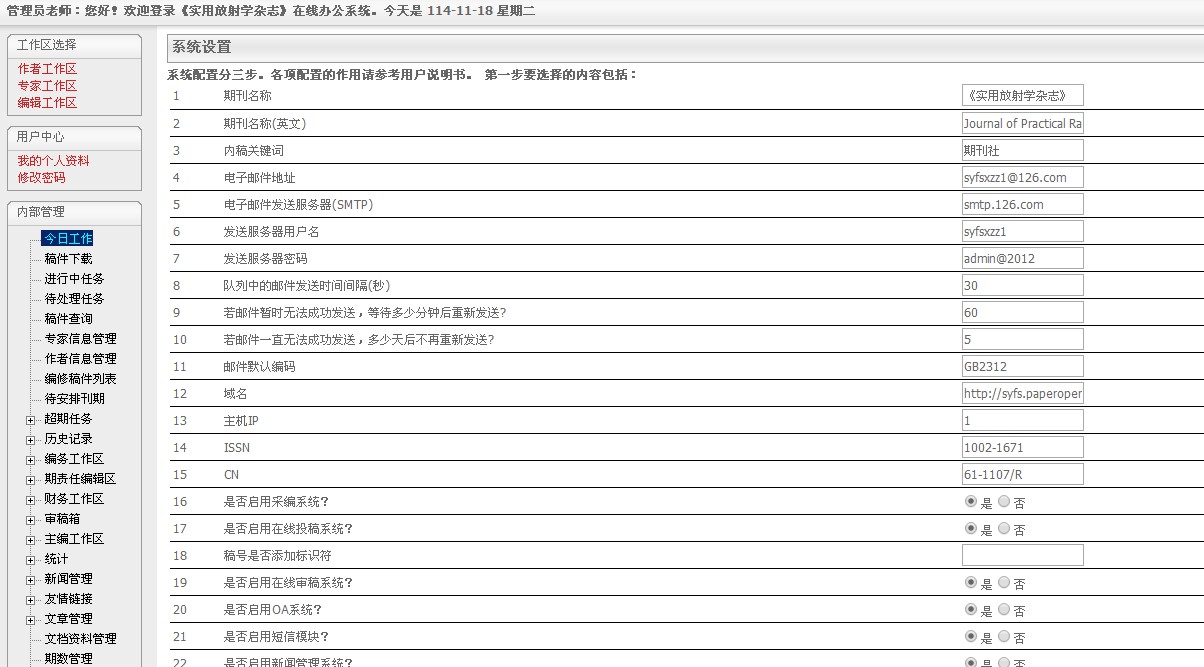 管理员老师：您好！欢迎登录《实用放射学杂志》在线办公系统。今天是 114-11-18 星期二
工作区选择
作者工作区
专家工作区
编辑工作区
用户中心
我的个人资料
修改密码
内部管理
今日工作
稿件下载
进行中任务
待处理任务
稿件查询
专家信息管理
作者信息管理
编修稿件列表
待安排刊期
超期任务
历史记录
编务工作区
期责任编辑区
财务工作区
审稿箱
主编工作区
统计
新闻管理
友情链接
文章管理
文档资料管理
期数管理
系统设置
系统配置分三步。各项配置的作用请参考用户说明书。 第一步要选择的内容包括：
1 期刊名称 《实用放射学杂志》
2 期刊名称(英文) Journal of Practical Ra
3 内稿关键词 期刊社
4 电子邮件地址 syfsxzz1@126.com
5 电子邮件发送服务器(SMTP) smtp.126.com
6 发送服务器用户名 syfsxzz1
7 发送服务器密码 admin@2012
8 队列中的邮件发送时间间隔(秒) 30
9 若邮件暂时无法成功发送，等待多少分钟后重新发送? 60
10 若邮件一直无法成功发送，多少天后不再重新发送? 5
11 邮件默认编码 GB2312
12 域名 http://syfs.paperoper
13 主机IP 1
14 ISSN 1002-1671
15 CN 61-1107/R
16 是否启用采编系统? 是 否
17 是否启用在线投稿系统? 是 否
18 稿号是否添加标识符
19 是否启用在线审稿系统? 是 否
20 是否启用OA系统? 是 否
21 是否启用短信模块? 是 否
22 是否启用新闻管理系统? 是 否